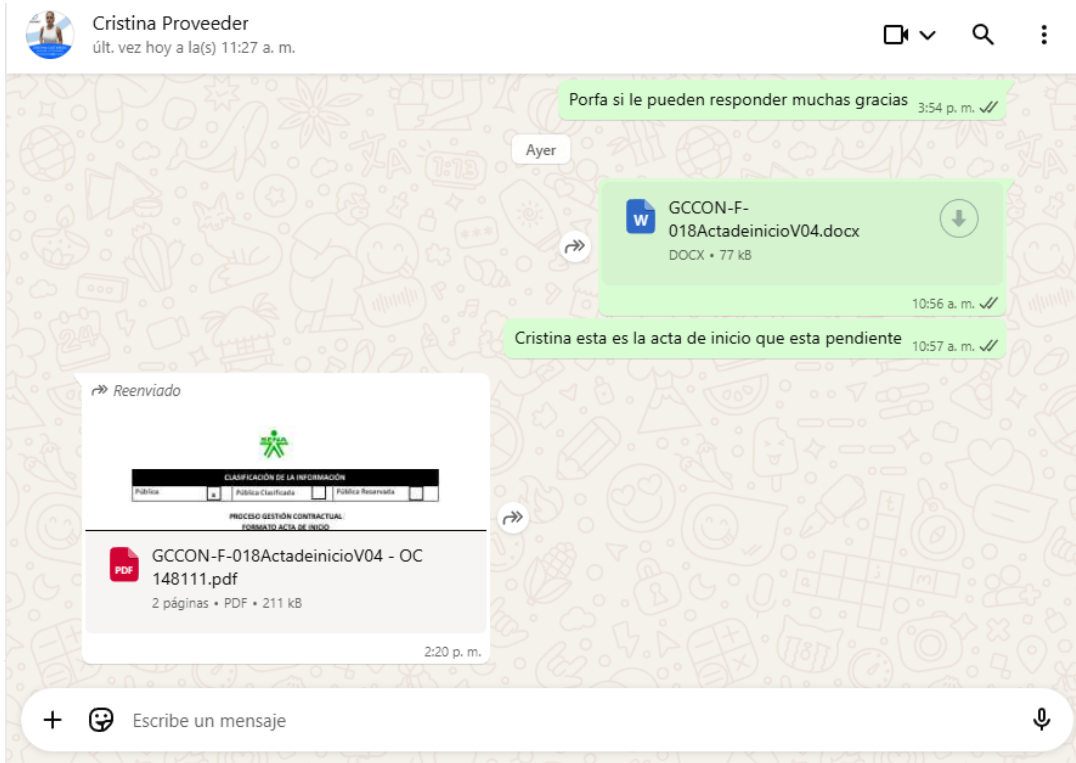 Cristina Proveeder
últ. vez hoy a la(s) 11:27 a. m.
Porfa si le pueden responder muchas gracias 3:54 p. m.
Ayer
W
GCCON-F-
018ActadeinicioV04.docx
DOCX • 77 kB
10:56 a. m.
Cristina esta es la acta de inicio que esta pendiente 10:57 a. m.
Reenviado
SENA
CLASIFICACIÓN DE LA INFORMACIÓN
Pública x Pública Clasificada Pública Reservada
PROCESO GESTIÓN CONTRACTUAL
FORMATO ACTA DE INICIO
PDF
GCCON-F-018ActadeinicioV04 - OC
148111.pdf
2 páginas • PDF • 211 kB
2:20 p. m.
Escribe un mensaje